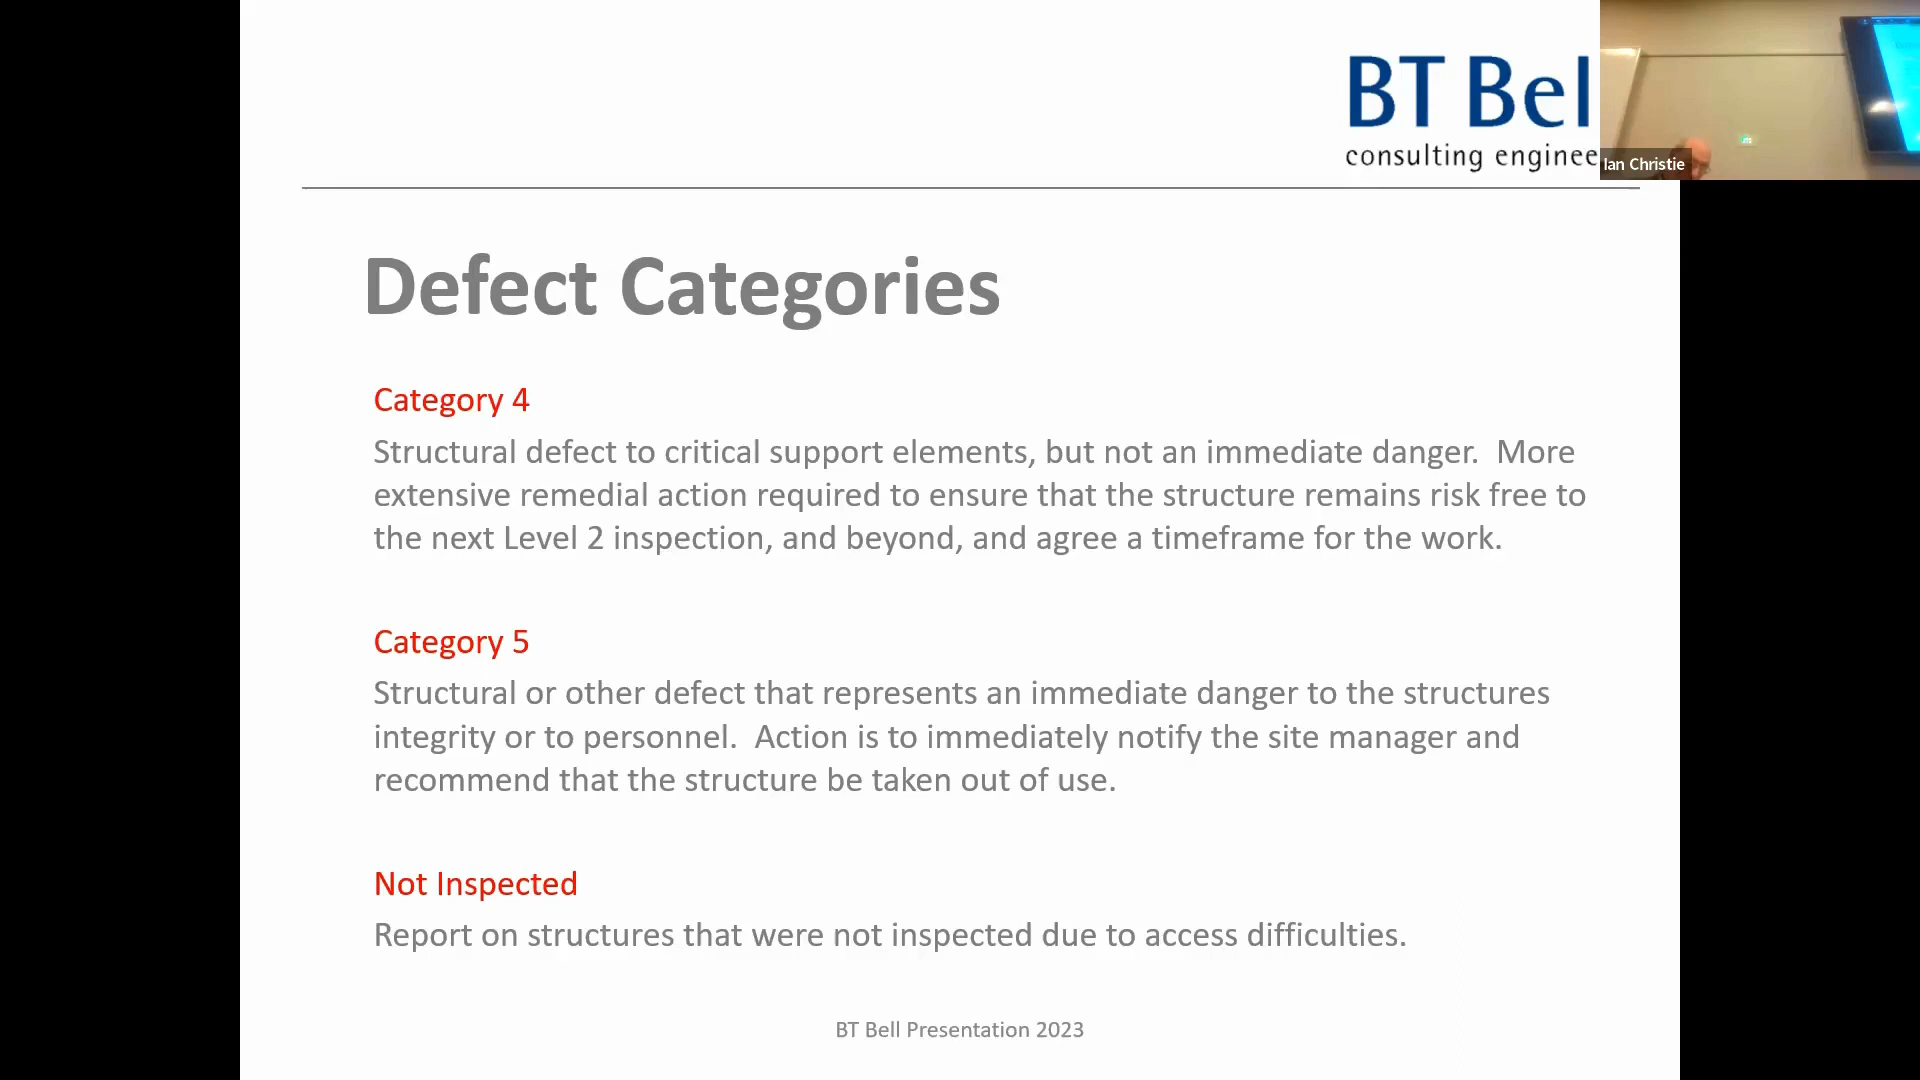 BT Bel
consulting enginee
Ian Christie
Defect Categories
Category 4
Structural defect to critical support elements, but not an immediate danger.  More
extensive remedial action required to ensure that the structure remains risk free to
the next Level 2 inspection, and beyond, and agree a timeframe for the work.
Category 5
Structural or other defect that represents an immediate danger to the structures
integrity or to personnel.  Action is to immediately notify the site manager and
recommend that the structure be taken out of use.
Not Inspected
Report on structures that were not inspected due to access difficulties.
BT Bell Presentation 2023